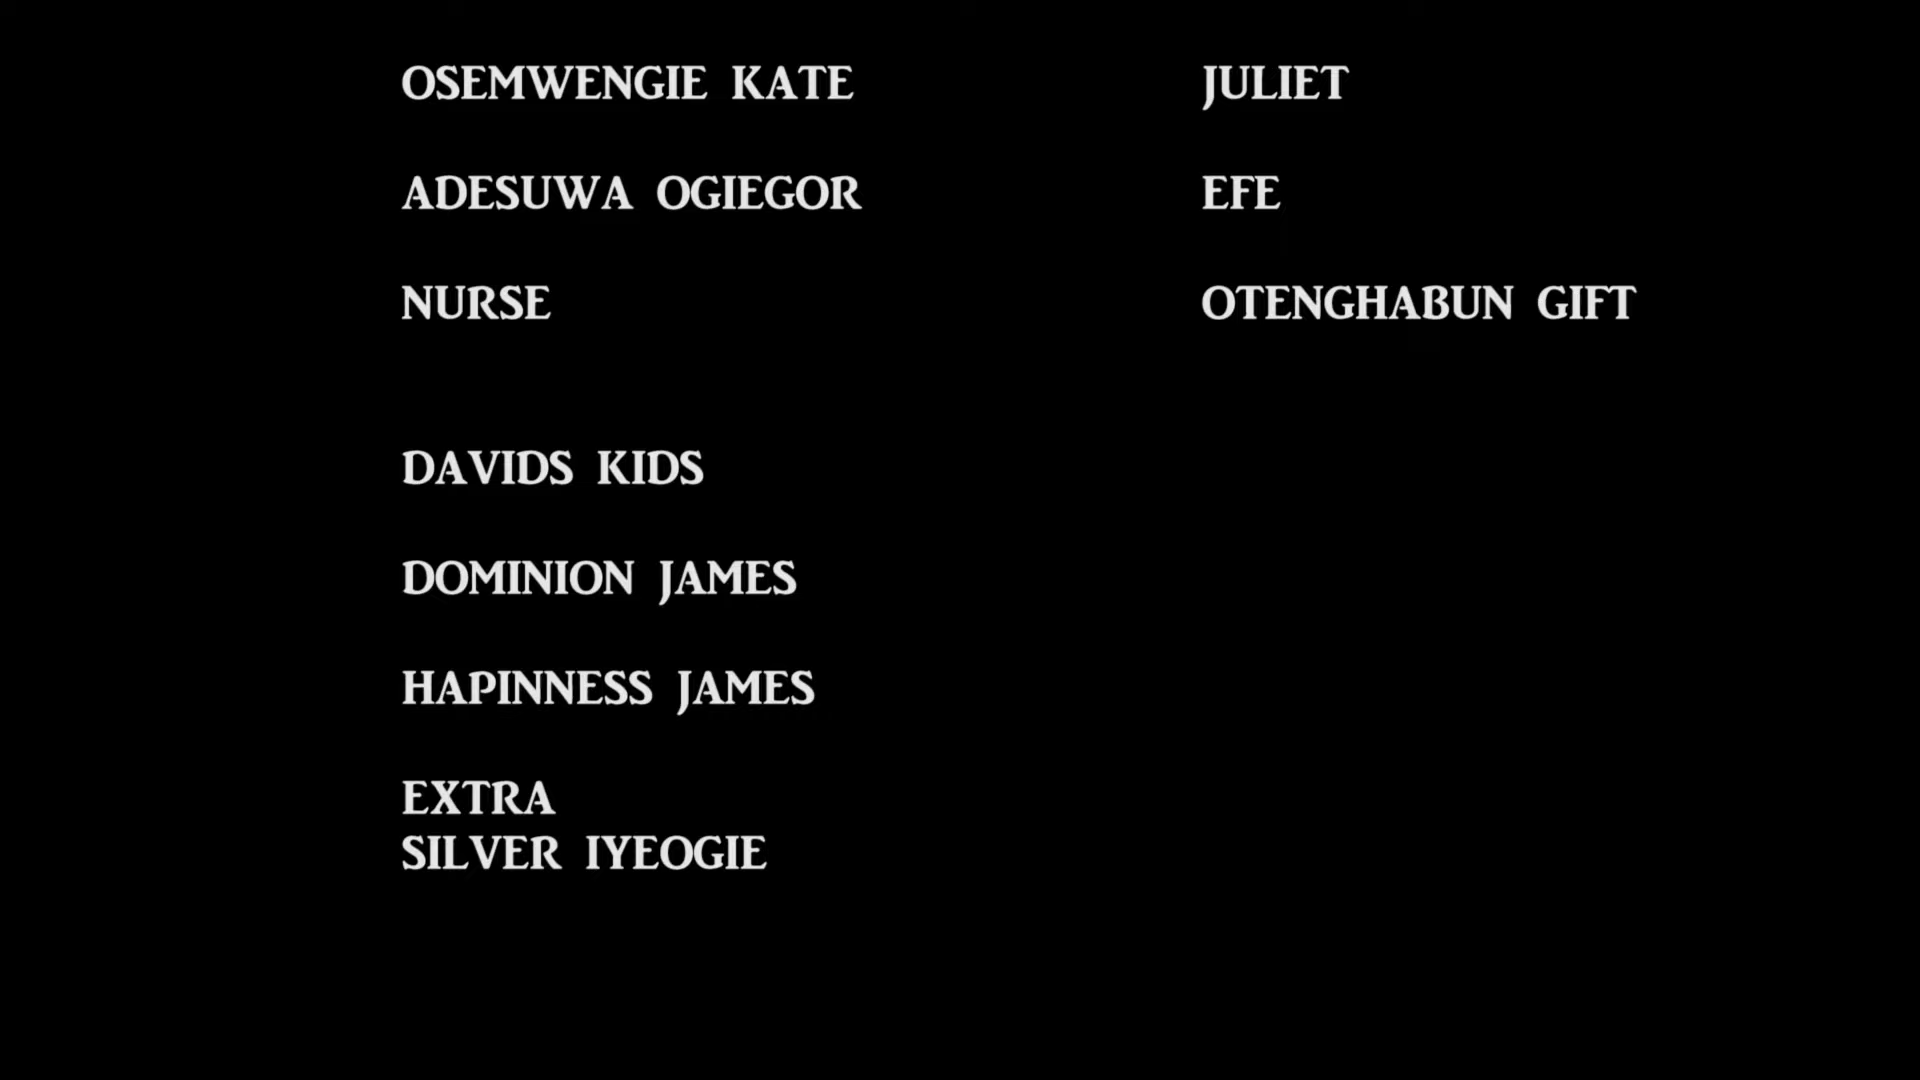 OSEMWENGIE KATE JULIET
ADESUWA OGIEGOR EFE
NURSE OTENGHABUN GIFT
DAVIDS KIDS
DOMINION JAMES
HAPINNESS JAMES
EXTRA
SILVER IYEOGIE